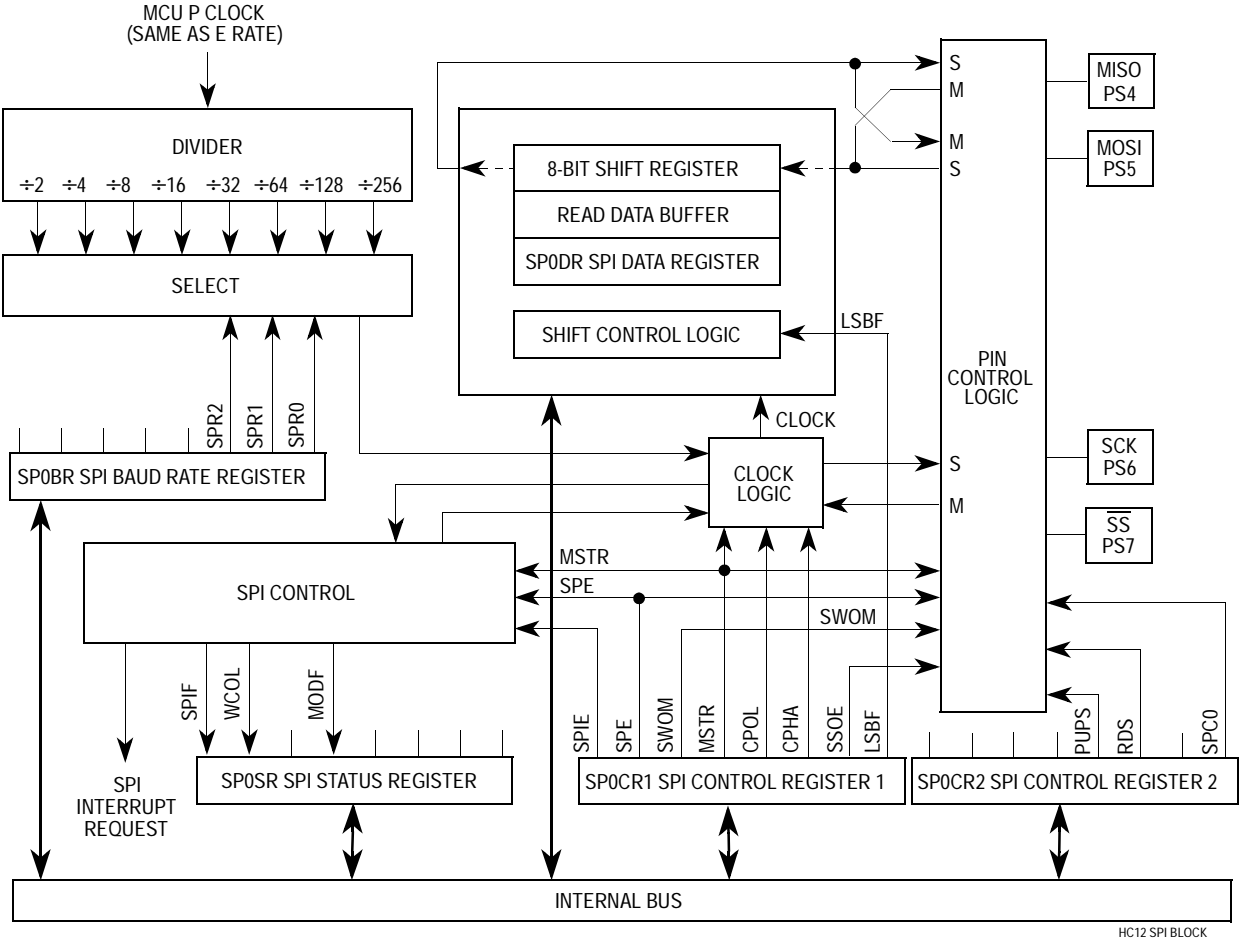 MCU P CLOCK
(SAME AS E RATE)
DIVIDER
÷2 ÷4 ÷8 ÷16 ÷32 ÷64 ÷128 ÷256
SELECT
SPR2
SPR1
SPR0
SP0BR SPI BAUD RATE REGISTER
8-BIT SHIFT REGISTER
READ DATA BUFFER
SP0DR SPI DATA REGISTER
SHIFT CONTROL LOGIC
LSBF
CLOCK
CLOCK
LOGIC
S
M
M
S
PIN
CONTROL
LOGIC
S
M
MISO
PS4
MOSI
PS5
SCK
PS6
SS
PS7
SPI CONTROL
MSTR
SPE
SWOM
SPIF
WCOL
MODF
SPI
INTERRUPT
REQUEST
SP0SR SPI STATUS REGISTER
SPIE
SPE
SWOM
MSTR
CPOL
CPHA
SSOE
LSBF
SP0CR1 SPI CONTROL REGISTER 1
PUPS
RDS
SPC0
SP0CR2 SPI CONTROL REGISTER 2
INTERNAL BUS
HC12 SPI BLOCK